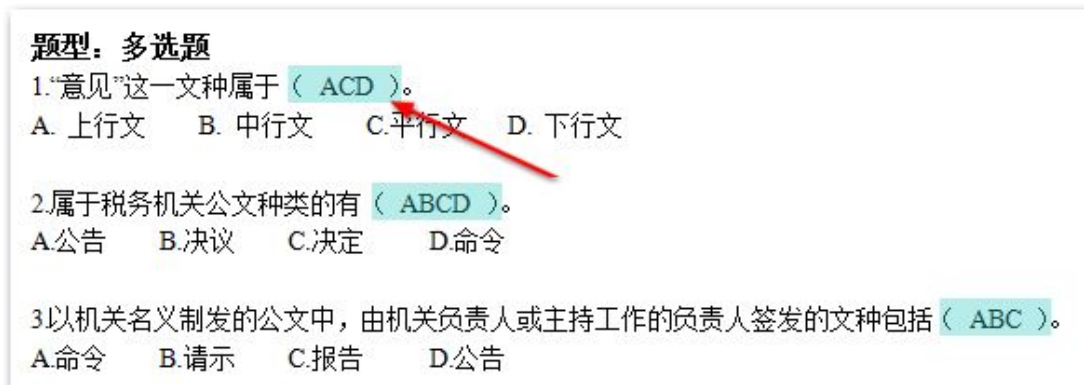 题型：多选题
1.“意见”这一文种属于（ ACD ）。
A. 上行文 B. 中行文 C.平行文 D. 下行文
2.属于税务机关公文种类的有（ ABCD ）。
A.公告 B.决议 C.决定 D.命令
3.以机关名义制发的公文中，由机关负责人或主持工作的负责人签发的文种包括（ ABC ）。
A.命令 B.请示 C.报告 D.公告